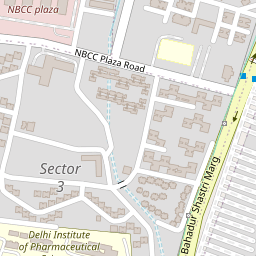 NBCC plaza
NBCC Plaza Road
Sector
3
Bahadur Shastri Marg
Delhi Institute
of Pharmaceutical